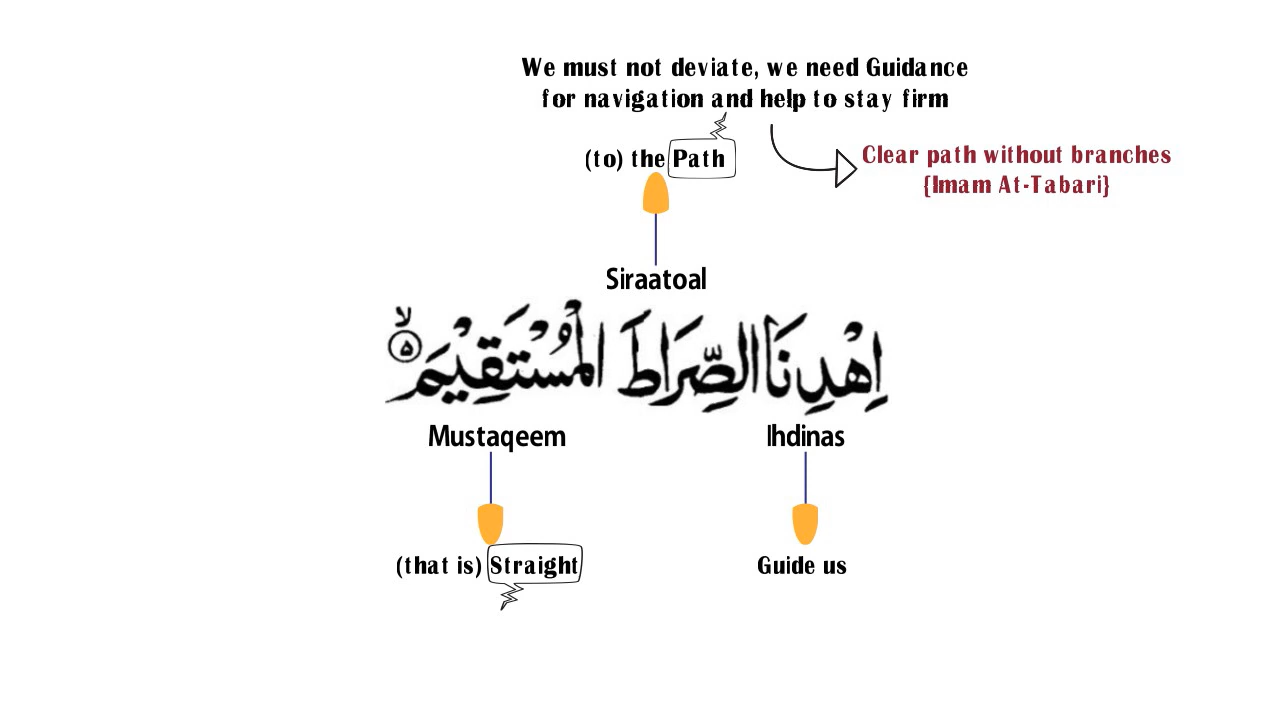 We must not deviate, we need Guidance
for navigation and help to stay firm
(to) the Path
Clear path without branches
{Imam At-Tabari}
Siraatoal
اِهْدِنَا الصِّرَاطَ الْمُسْتَقِيْمَ ۙ‏﴿۵﴾
Mustaqeem
Ihdinas
(that is) Straight
Guide us